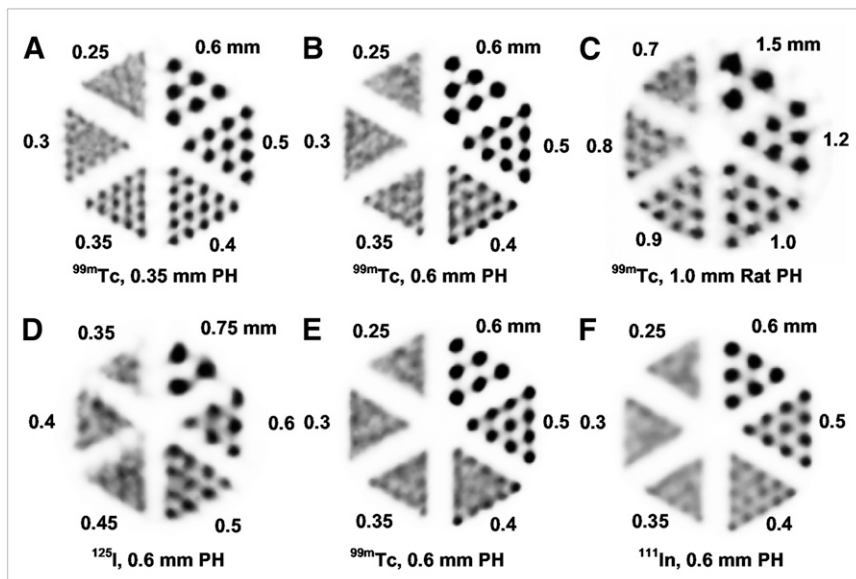 A 0.25 0.6 mm
0.3 0.5
0.35 0.4
99mTc, 0.35 mm PH
B 0.25 0.6 mm
0.3 0.5
0.35 0.4
99mTc, 0.6 mm PH
C 0.7 1.5 mm
0.8 1.2
0.9 1.0
99mTc, 1.0 mm Rat PH
D 0.35 0.75 mm
0.4 0.6
0.45 0.5
125I, 0.6 mm PH
E 0.25 0.6 mm
0.3 0.5
0.35 0.4
99mTc, 0.6 mm PH
F 0.25 0.6 mm
0.3 0.5
0.35 0.4
111In, 0.6 mm PH